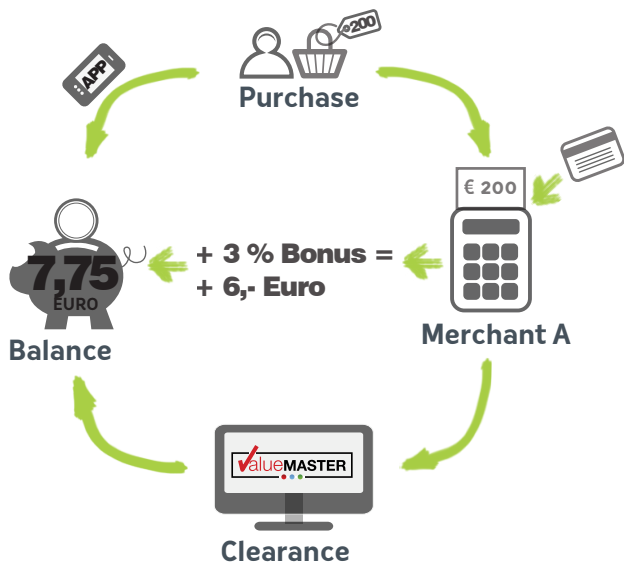 200
APP
Purchase
€ 200
+ 3 % Bonus =
+ 6,- Euro
7,75
EURO
Balance
Merchant A
ValueMASTER
Clearance